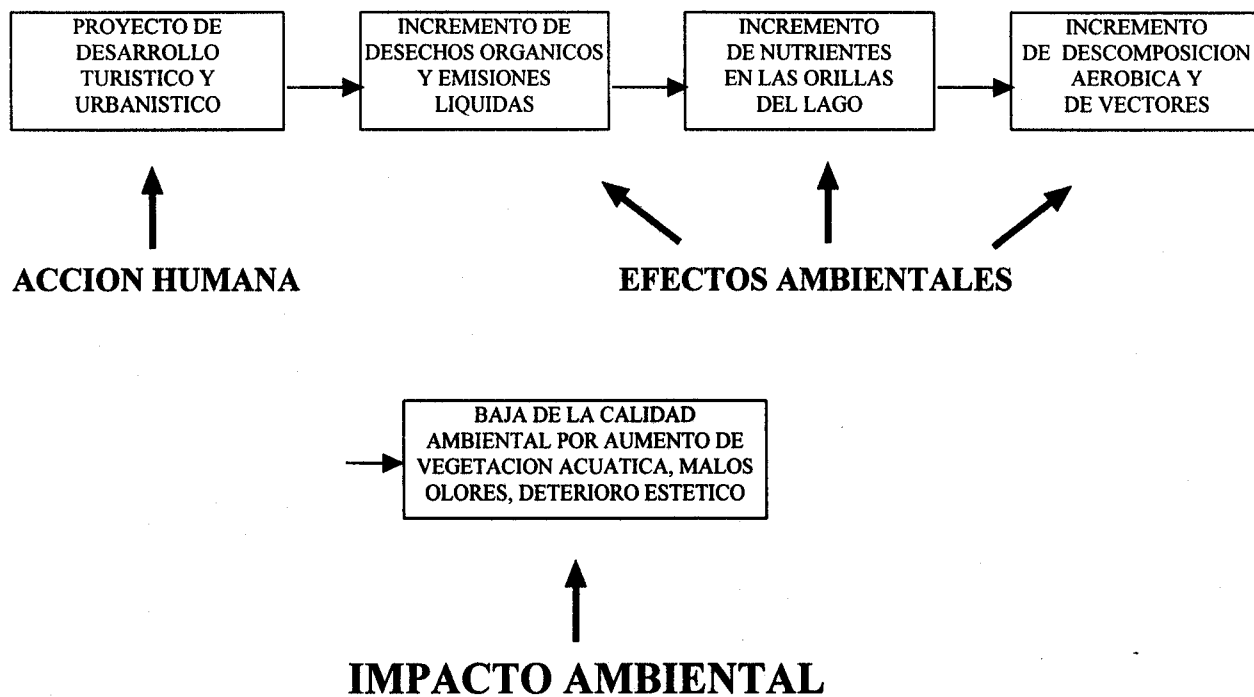 PROYECTO DE
DESARROLLO
TURISTICO Y
URBANISTICO
INCREMENTO DE
DESECHOS ORGANICOS
Y EMISIONES
LIQUIDAS
INCREMENTO
DE NUTRIENTES
EN LAS ORILLAS
DEL LAGO
INCREMENTO
DE DESCOMPOSICION
AEROBICA Y
DE VECTORES
ACCION HUMANA
EFECTOS AMBIENTALES
BAJA DE LA CALIDAD
AMBIENTAL POR AUMENTO DE
VEGETACION ACUATICA, MALOS
OLORES, DETERIORO ESTETICO
IMPACTO AMBIENTAL